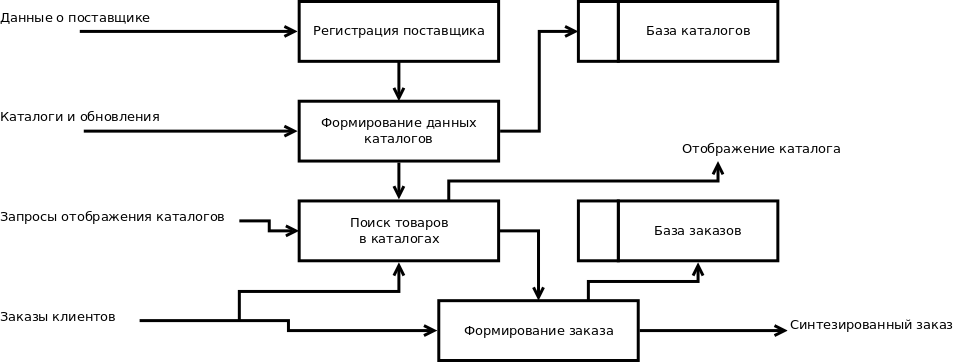 Данные о поставщике
Регистрация поставщика
База каталогов
Каталоги и обновления
Формирование данных
каталогов
Отображение каталога
Запросы отображения каталогов
Поиск товаров
в каталогах
База заказов
Заказы клиентов
Формирование заказа
Синтезированный заказ